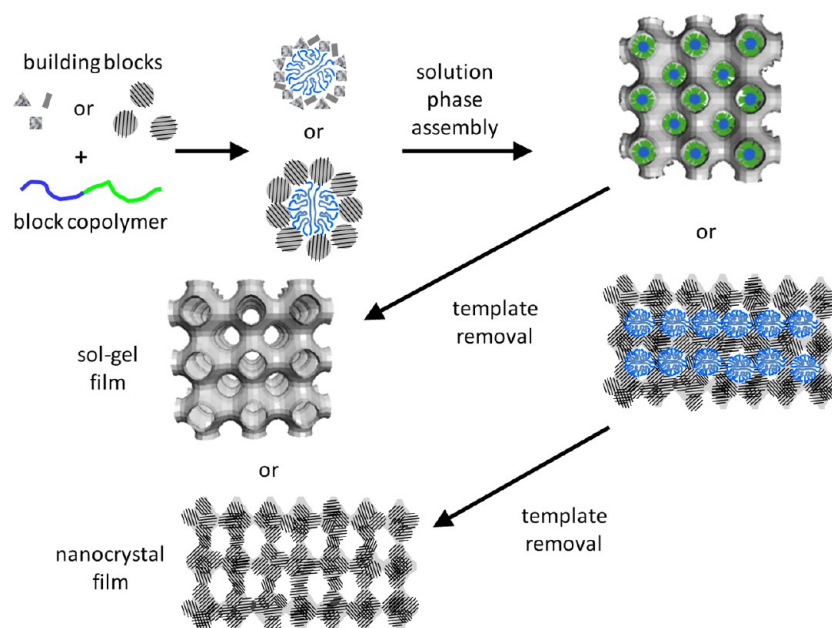 building blocks
or
+
block copolymer
or
solution
phase
assembly
or
template
removal
sol-gel
film
or
template
removal
nanocrystal
film